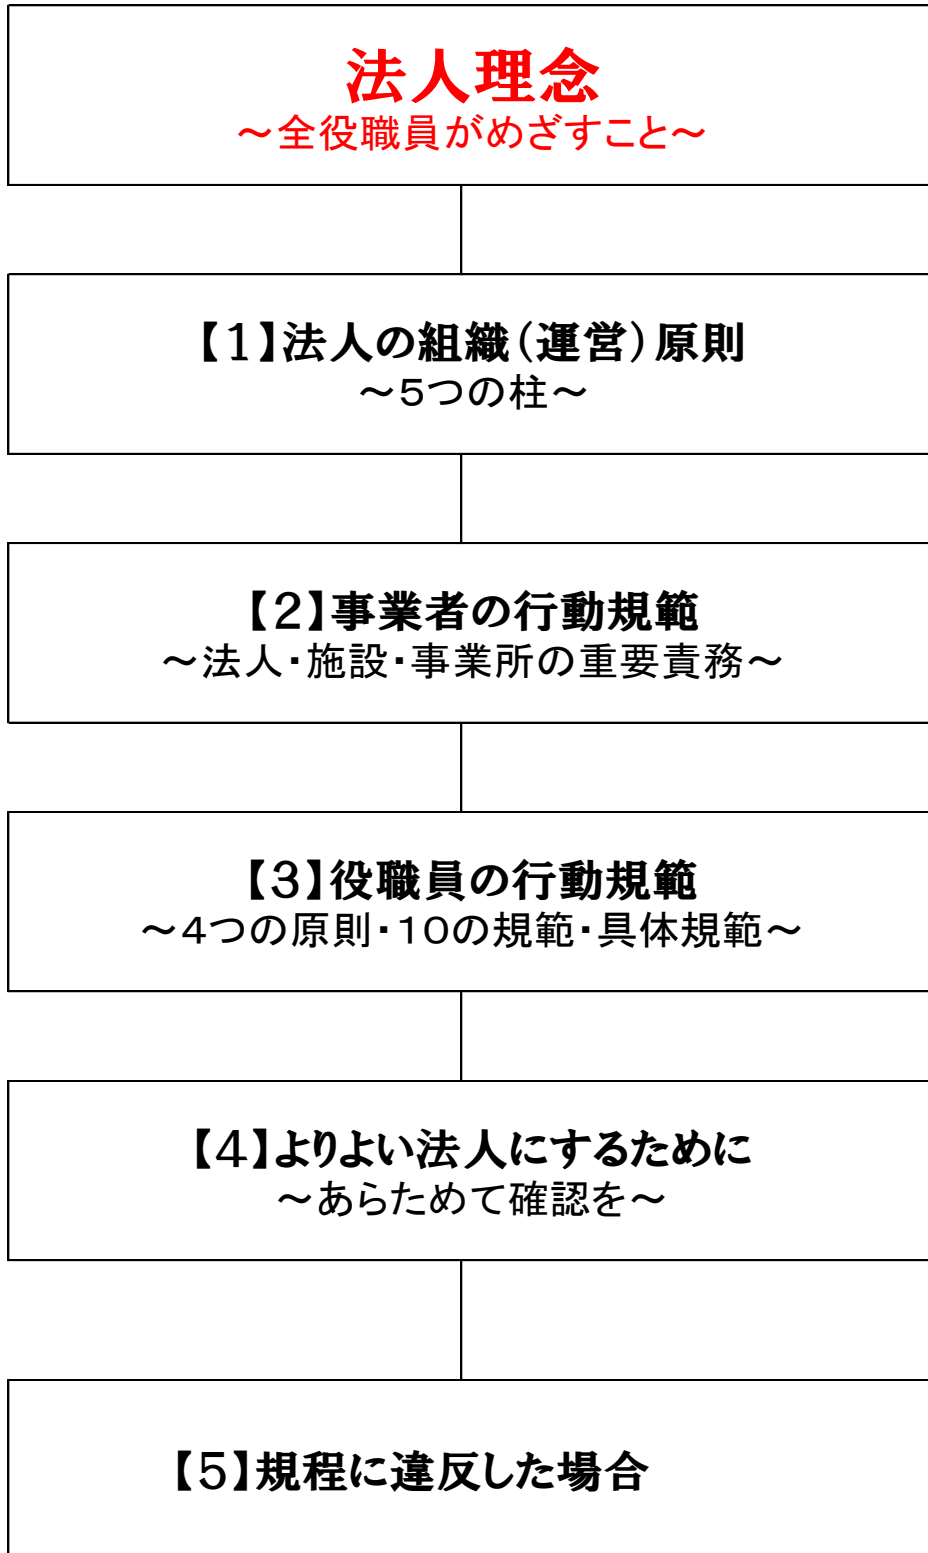 法人理念
～全役職員がめざすこと～
【１】法人の組織（運営）原則
～５つの柱～
【２】事業者の行動規範
～法人・施設・事業所の重要責務～
【３】役職員の行動規範
～４つの原則・１０の規範・具体規範～
【４】よりよい法人にするために
～あらためて確認を～
【５】規程に違反した場合